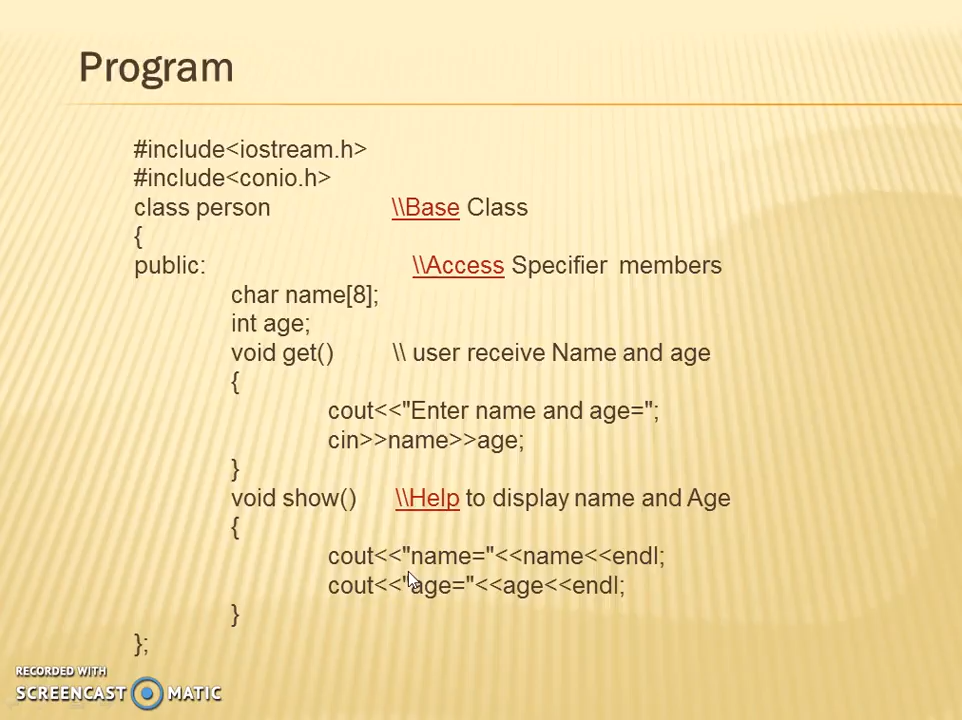 Program
#include<iostream.h>
#include<conio.h>
class person \\Base Class
{
public: \\Access Specifier members
char name[8];
int age;
void get() \\ user receive Name and age
{
cout<<"Enter name and age=";
cin>>name>>age;
}
void show() \\Help to display name and Age
{
cout<<"name="<<name<<endl;
cout<<"age="<<age<<endl;
}
};
RECORDED WITH
SCREENCAST MATIC